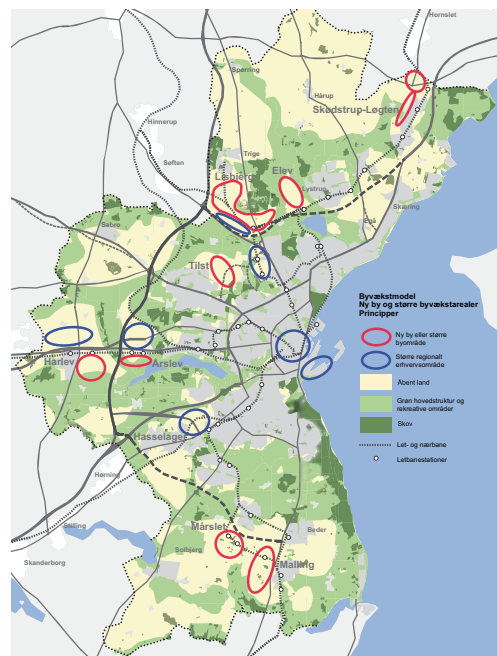 Hornslet
Spørring
Hårup
Skødstrup-Løgten
Hinnerup
Søften
Trige
Lisbjerg
Elev
Lystrup
Skæring
Egå
Sabro
Tilst
Byvækstmodel
Ny by og større byvækstarealer
Principper
Ny by eller større
byområde
Større regionalt
erhvervsområde
Åbent land
Grøn hovedstruktur og
rekreative områder
Skov
Let- og nærbane
Letbanestationer
Harlev
Årslev
Hasselager
Hørning
Stilling
Skanderborg
Solbjerg
Mårslet
Beder
Malling